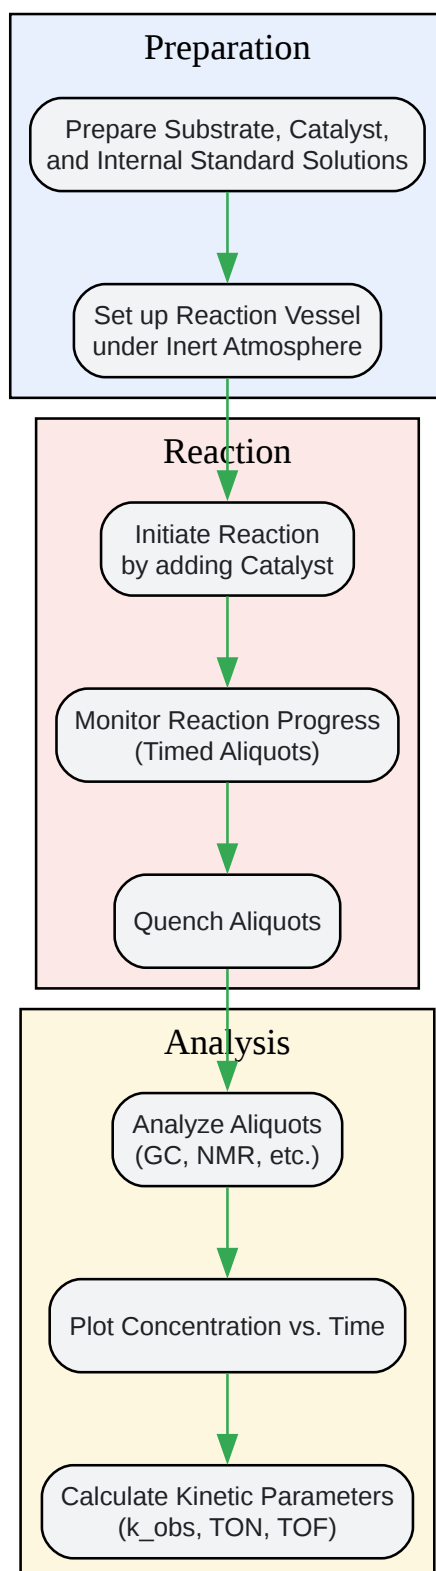 Preparation
Prepare Substrate, Catalyst,
and Internal Standard Solutions
Set up Reaction Vessel
under Inert Atmosphere
Reaction
Initiate Reaction
by adding Catalyst
Monitor Reaction Progress
(Timed Aliquots)
Quench Aliquots
Analysis
Analyze Aliquots
(GC, NMR, etc.)
Plot Concentration vs. Time
Calculate Kinetic Parameters
(k_obs, TON, TOF)